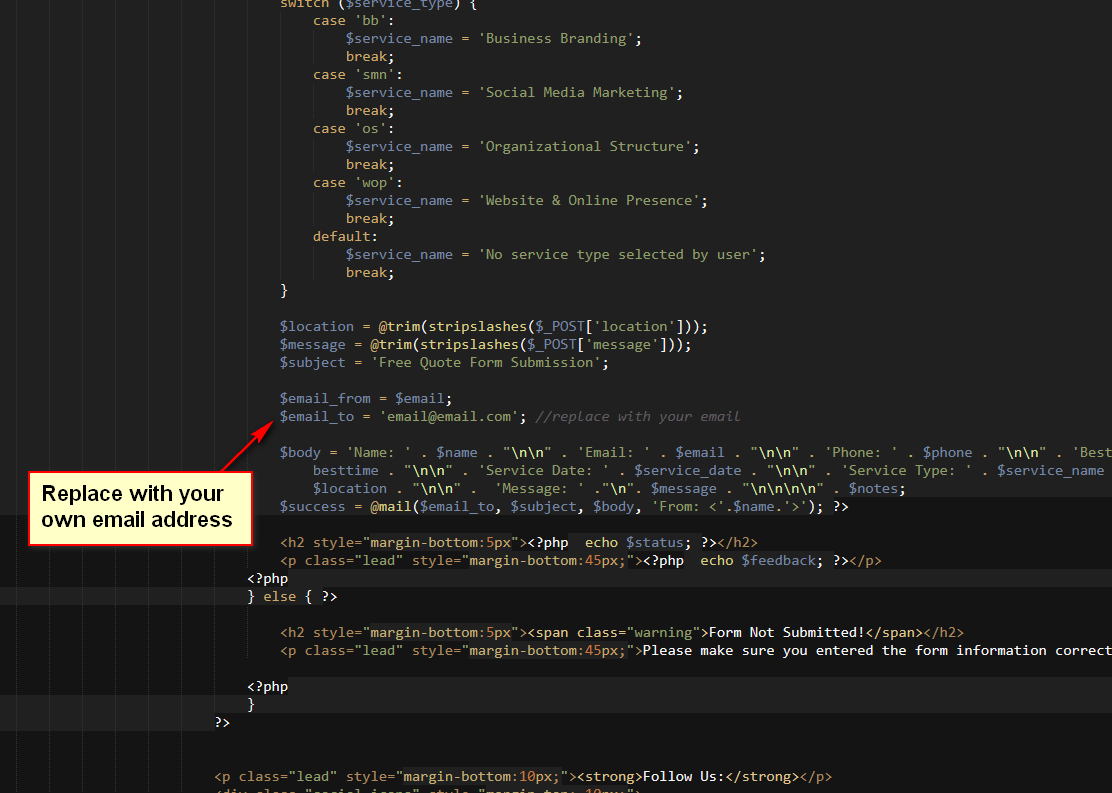 switch ($service_type) {
case 'bb':
$service_name = 'Business Branding';
break;
case 'smn':
$service_name = 'Social Media Marketing';
break;
case 'os':
$service_name = 'Organizational Structure';
break;
case 'wop':
$service_name = 'Website & Online Presence';
break;
default:
$service_name = 'No service type selected by user';
break;
}
$location = @trim(stripslashes($_POST['location']));
$message = @trim(stripslashes($_POST['message']));
$subject = 'Free Quote Form Submission';
$email_from = $email;
$email_to = 'email@email.com'; //replace with your email
$body = 'Name: ' . $name . "\n\n" . 'Email: ' . $email . "\n\n" . 'Phone: ' . $phone . "\n\n" . 'Best
besttime . "\n\n" . 'Service Date: ' . $service_date . "\n\n" . 'Service Type: ' . $service_name
$location . "\n\n" .  'Message: ' ."\n". $message . "\n\n\n\n" . $notes;
$success = @mail($email_to, $subject, $body, 'From: <'.$name.'>'); ?>
Replace with your
own email address
<h2 style="margin-bottom:5px"><?php  echo $status; ?></h2>
<p class="lead" style="margin-bottom:45px;"><?php  echo $feedback; ?></p>
<?php
} else { ?>
<h2 style="margin-bottom:5px"><span class="warning">Form Not Submitted!</span></h2>
<p class="lead" style="margin-bottom:45px;">Please make sure you entered the form information correct
<?php
}
?>
<p class="lead" style="margin-bottom:10px;"><strong>Follow Us:</strong></p>
<div class="social-icons" style="margin-top: 10px;">